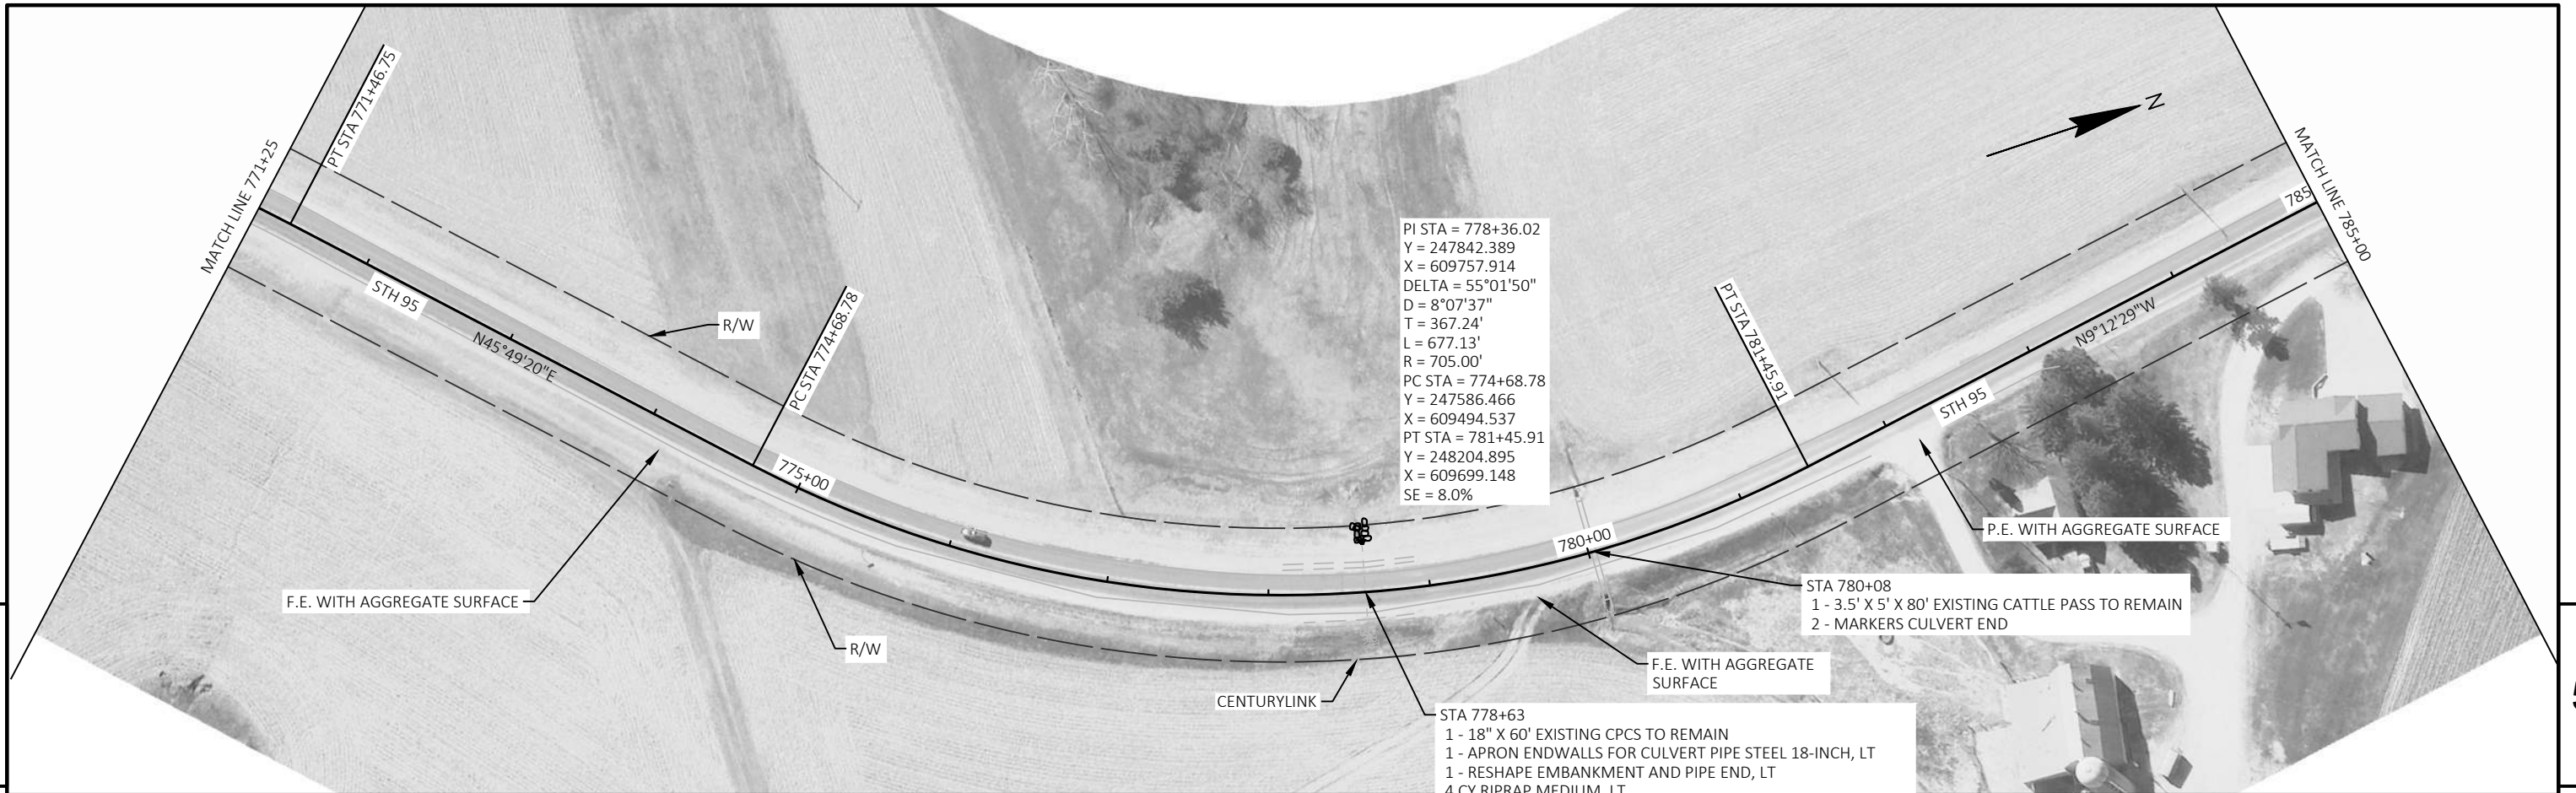 MATCH LINE 771+25
PT STA 771+46.75
STH 95
N45°49'20"E
R/W
PC STA 774+68.78
775+00
F.E. WITH AGGREGATE SURFACE
R/W
PI STA = 778+36.02
Y = 247842.389
X = 609757.914
DELTA = 55°01'50"
D = 8°07'37"
T = 367.24'
L = 677.13'
R = 705.00'
PC STA = 774+68.78
Y = 247586.466
X = 609494.537
PT STA = 781+45.91
Y = 248204.895
X = 609699.148
SE = 8.0%
780+00
PT STA 781+45.91
N
MATCH LINE 785+00
785
N9°12'29"W
STH 95
P.E. WITH AGGREGATE SURFACE
STA 780+08
1 - 3.5' X 5' X 80' EXISTING CATTLE PASS TO REMAIN
2 - MARKERS CULVERT END
F.E. WITH AGGREGATE
SURFACE
CENTURYLINK
STA 778+63
1 - 18" X 60' EXISTING CPCS TO REMAIN
1 - APRON ENDWALLS FOR CULVERT PIPE STEEL 18-INCH, LT
1 - RESHAPE EMBANKMENT AND PIPE END, LT
4 CY RIPRAP MEDIUM, LT